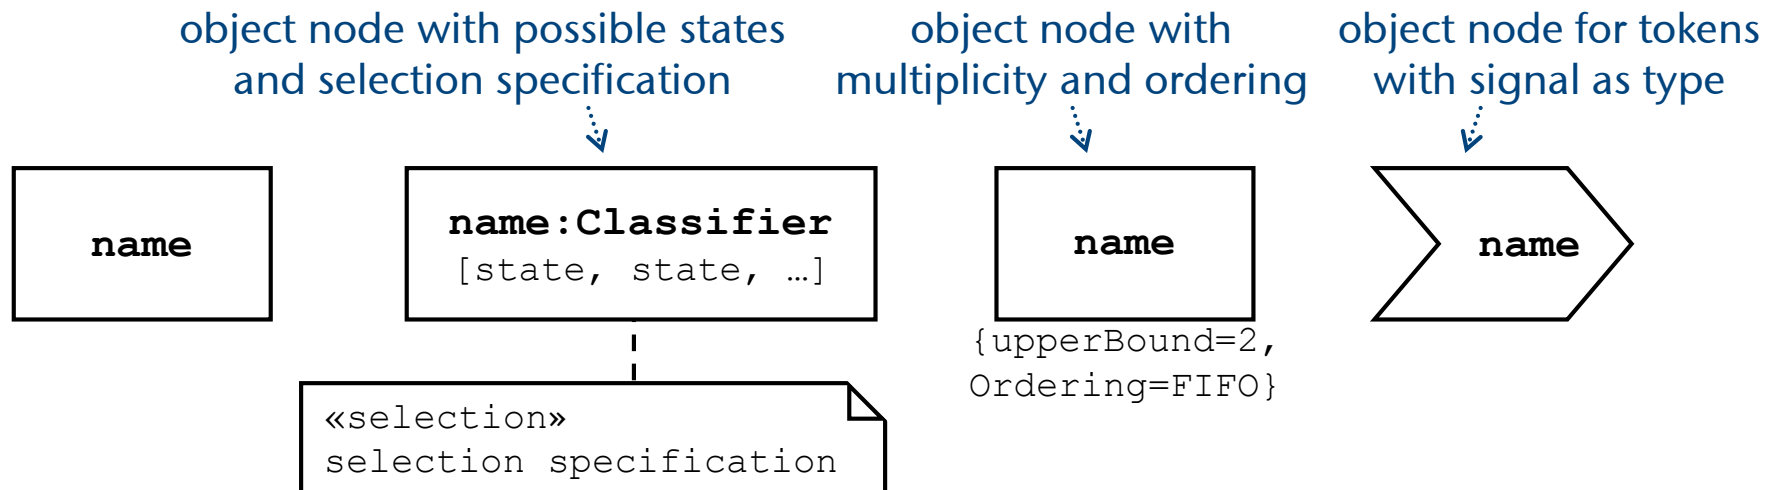 object node with possible states
and selection specification
object node with
multiplicity and ordering
object node for tokens
with signal as type
name
name:Classifier
[state, state, …]
name
name
{upperBound=2,
Ordering=FIFO}
«selection»
selection specification